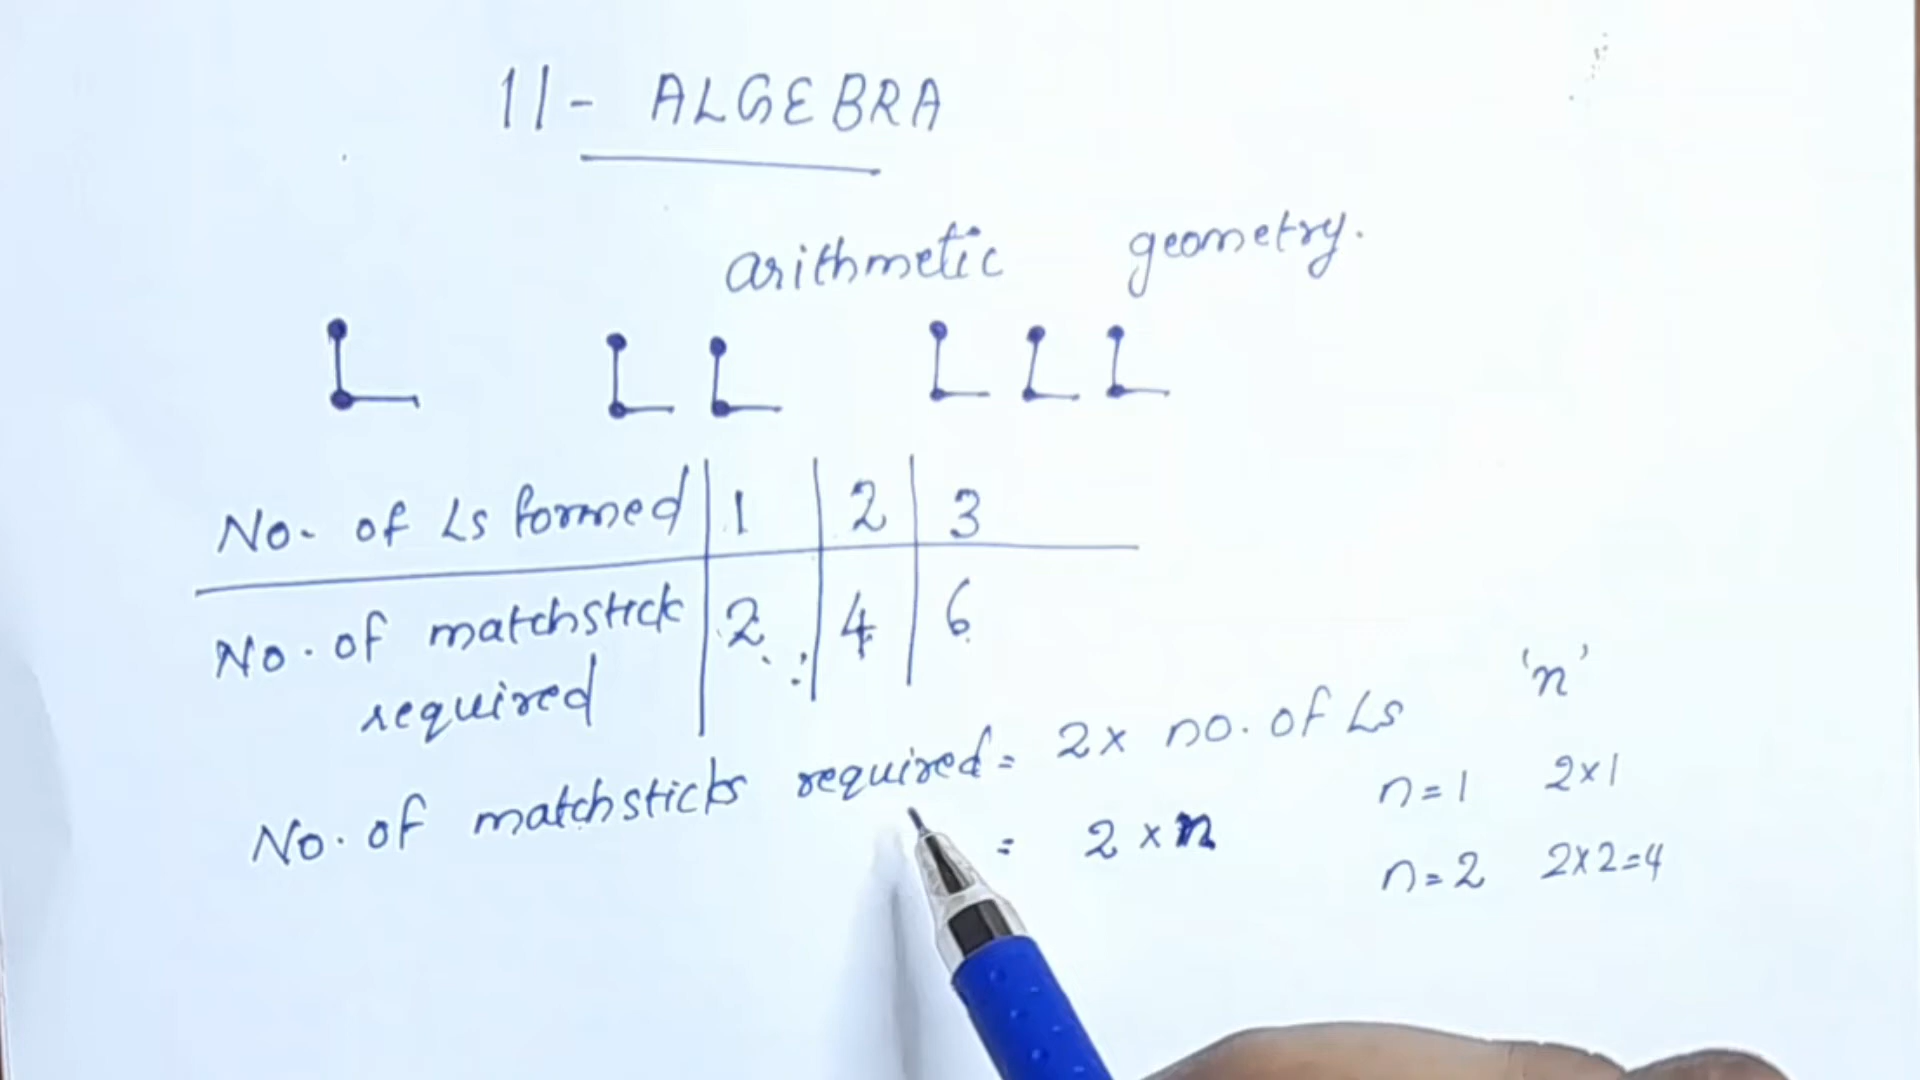 11- ALGEBRA
arithmetic geometry.
No. of Ls formed 1 2 3
No. of matchstick 2 4 6
required
'n'
No. of matchsticks required = 2 x no. of Ls
= 2 x n
n=1 2x1
n=2 2x2=4